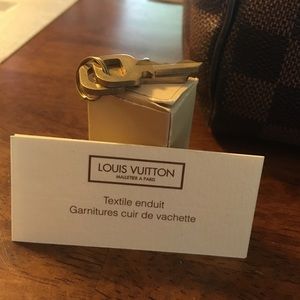 LOUIS VUITTON
MALLETIER A PARIS
Textile enduit
Garnitures cuir de vachette